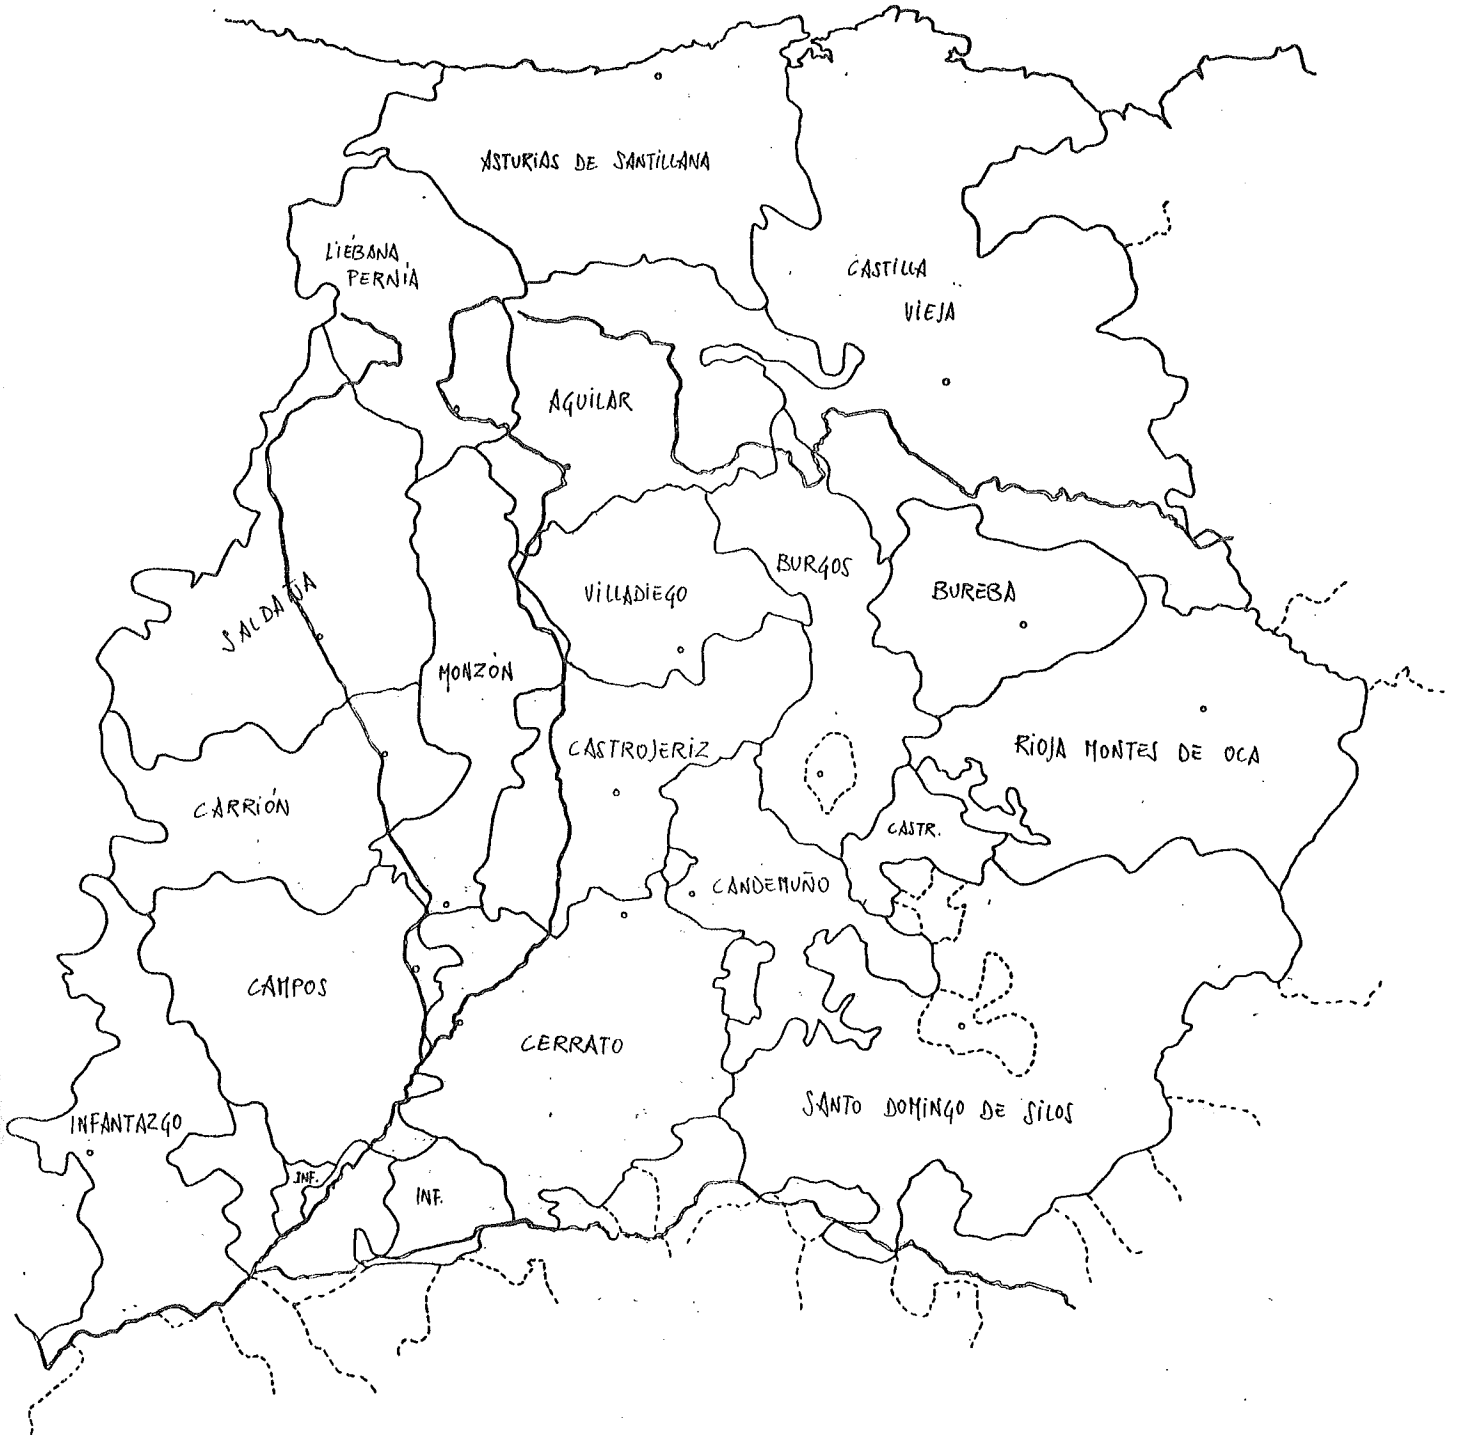 ASTURIAS DE SANTILLANA
LIÉBANA
PERNÍA
CASTILLA
VIEJA
AGUILAR
SALDAÑA
VILLADIEGO
BURGOS
BUREBA
MONZÓN
CASTROJERIZ
RIOJA MONTES DE OCA
CARRIÓN
CASTR.
CANDEMUÑO
CAMPOS
CERRATO
SANTO DOMINGO DE SILOS
INFANTAZGO
INF.
INF.